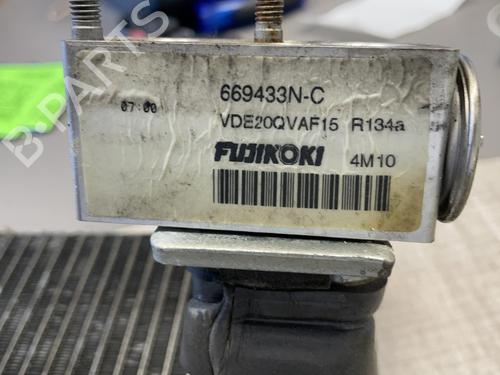 669433N-C
07:00
VDE20QVAF15 R134a
FUJIKOKI 4M10
B-PARTS